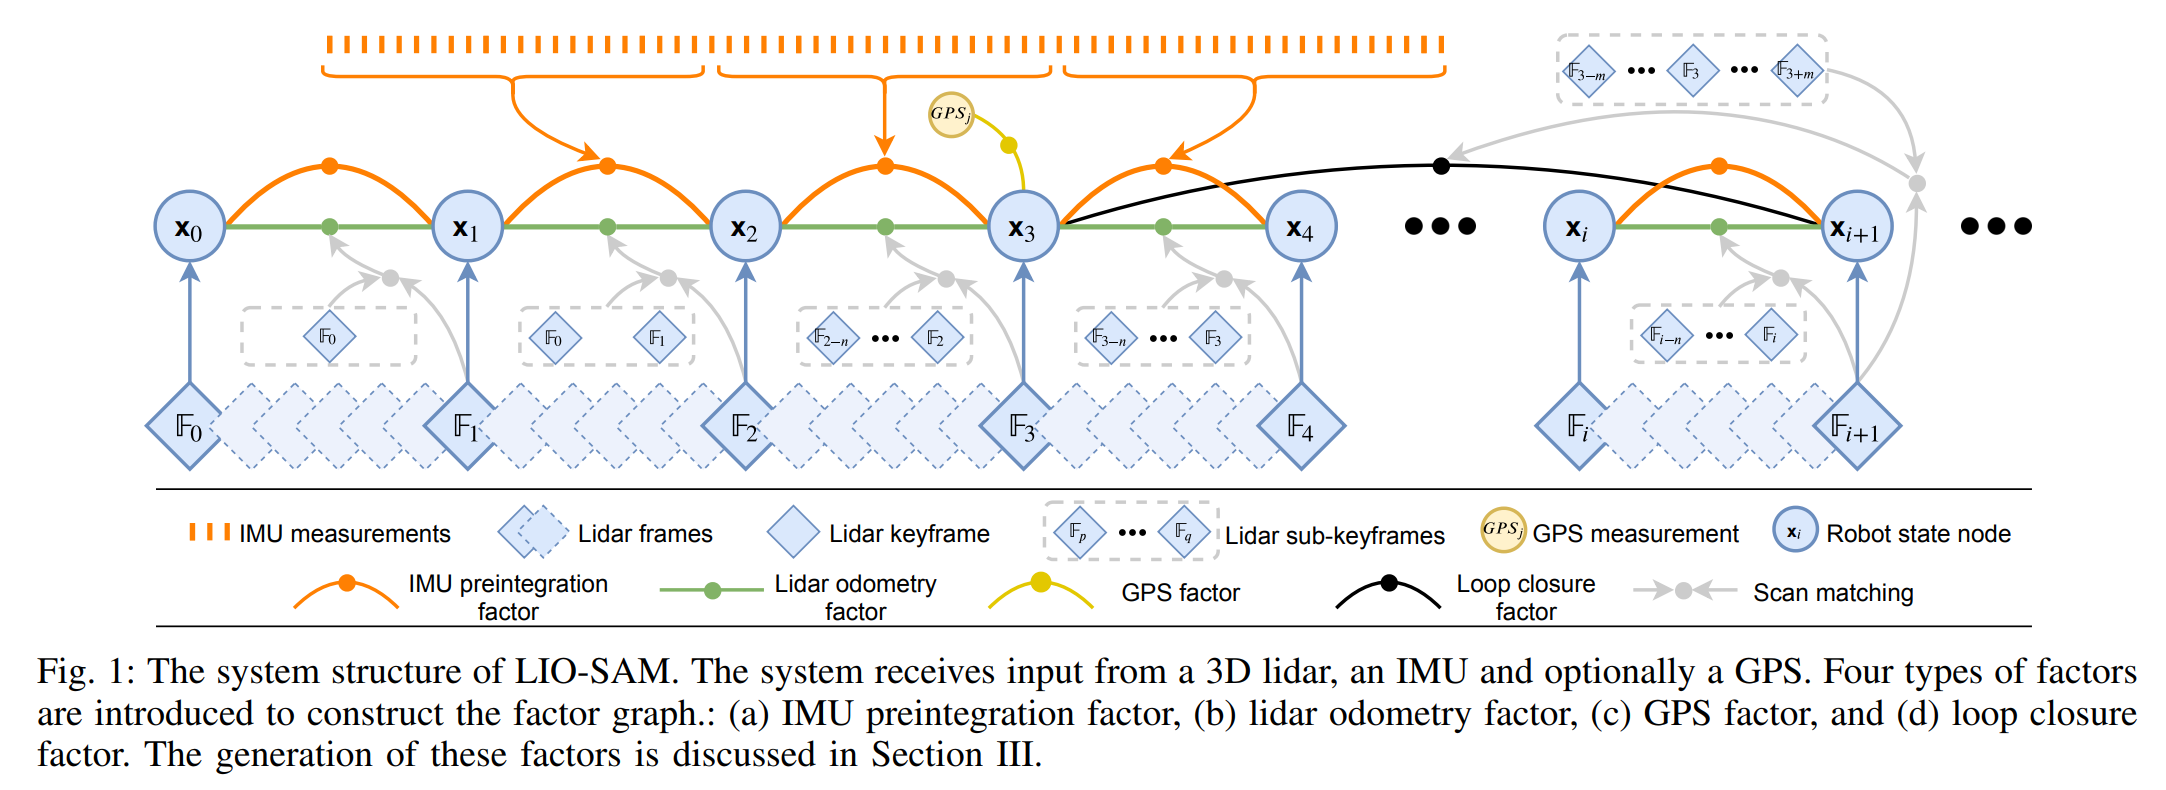 𝔽3−m ••• 𝔽3 ••• 𝔽3+m
GPSj
x0 x1 x2 x3 x4 ••• xi xi+1 •••
𝔽0 𝔽0 𝔽1 𝔽2−n ••• 𝔽2 𝔽3−n ••• 𝔽3 𝔽i−n ••• 𝔽i
𝔽0 𝔽1 𝔽2 𝔽3 𝔽4 𝔽i 𝔽i+1
IMU measurements Lidar frames Lidar keyframe 𝔽p ••• 𝔽q Lidar sub-keyframes GPSj GPS measurement xi Robot state node
IMU preintegration factor Lidar odometry factor GPS factor Loop closure factor Scan matching
Fig. 1: The system structure of LIO-SAM. The system receives input from a 3D lidar, an IMU and optionally a GPS. Four types of factors
are introduced to construct the factor graph.: (a) IMU preintegration factor, (b) lidar odometry factor, (c) GPS factor, and (d) loop closure
factor. The generation of these factors is discussed in Section III.